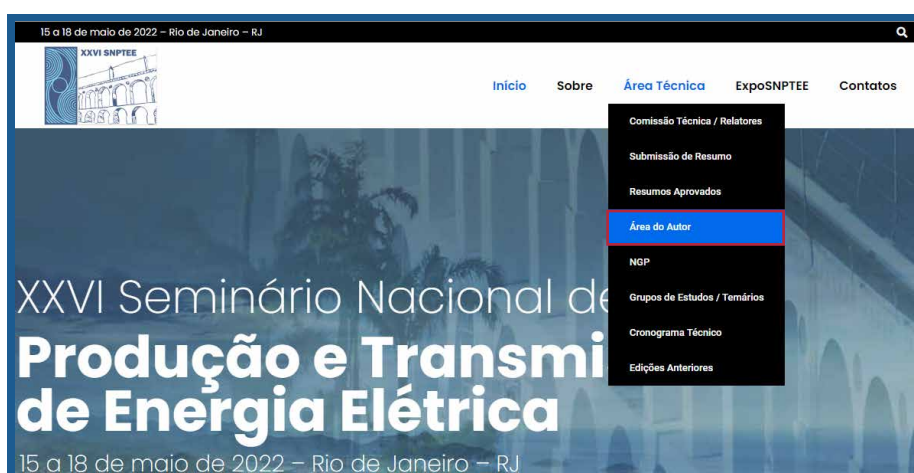 15 a 18 de maio de 2022 – Rio de Janeiro – RJ
XXVI SNPTEE
Início Sobre Área Técnica ExpoSNPTEE Contatos
Comissão Técnica / Relatores
Submissão de Resumo
Resumos Aprovados
Área do Autor
NGP
Grupos de Estudos / Temários
Cronograma Técnico
Edições Anteriores
XXVI Seminário Nacional de
Produção e Transmi
de Energia Elétrica
15 a 18 de maio de 2022 – Rio de Janeiro – RJ